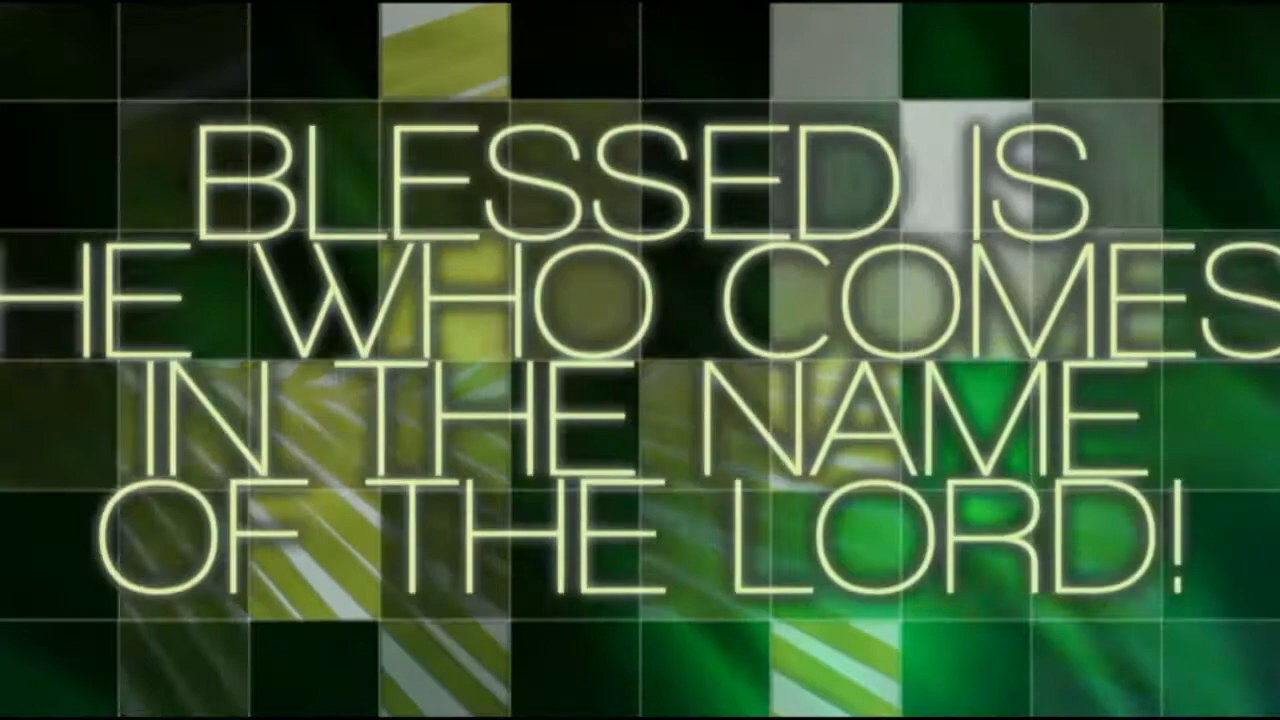 BLESSED IS
HE WHO COMES
IN THE NAME
OF THE LORD!